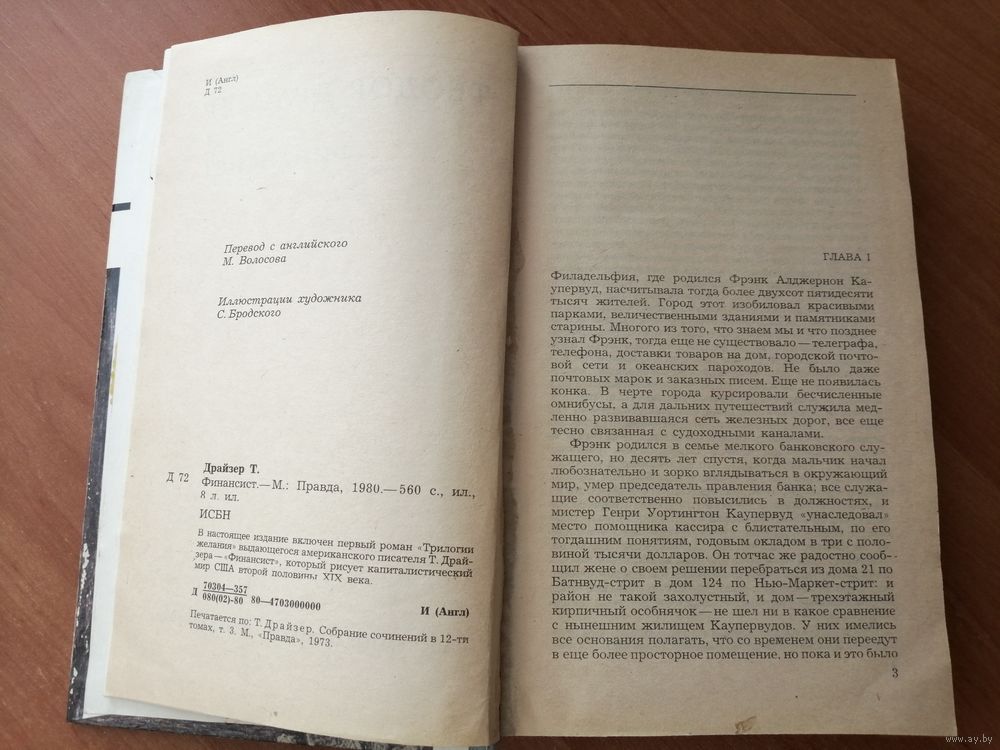 И (Англ)
Д 72
Перевод с английского
М. Волосова
Иллюстрации художника
С. Бродского
Драйзер Т.
Д 72 Финансист.—М.: Правда, 1980.—560 с., ил.,
8 л. ил.
ИСБН
В настоящее издание включен первый роман «Трилогии
желания» выдающегося американского писателя Т. Драй-
зера—«Финансист», который рисует капиталистический
мир США второй половины XIX века.
Д 70304—357
080(02)-80 80—4703000000
И (Англ)
Печатается по: Т. Драйзер. Собрание сочинений в 12-ти
томах, т. 3. М., «Правда», 1973.
ГЛАВА I
Филадельфия, где родился Фрэнк Алджернон Ка-
упервуд, насчитывала тогда более двухсот пятидесяти
тысяч жителей. Город этот изобиловал красивыми
парками, величественными зданиями и памятниками
старины. Многого из того, что знаем мы и что позднее
узнал Фрэнк, тогда еще не существовало—телеграфа,
телефона, доставки товаров на дом, городской почто-
вой сети и океанских пароходов. Не было даже
почтовых марок и заказных писем. Еще не появилась
конка. В черте города курсировали бесчисленные
омнибусы, а для дальних путешествий служила мед-
ленно развивавшаяся сеть железных дорог, все еще
тесно связанная с судоходными каналами.
Фрэнк родился в семье мелкого банковского слу-
жащего, но десять лет спустя, когда мальчик начал
любознательно и зорко вглядываться в окружающий
мир, умер председатель правления банка; все служа-
щие соответственно повысились в должностях, и
мистер Генри Уортингтон Каупервуд «унаследовал»
место помощника кассира с блистательным, по его
тогдашним понятиям, годовым окладом в три с поло-
виной тысячи долларов. Он тотчас же радостно сооб-
щил жене о своем решении перебраться из дома 21 по
Батнвуд-стрит в дом 124 по Нью-Маркет-стрит: и
район не такой захолустный, и дом—трехэтажный
кирпичный особнячок—не шел ни в какое сравнение
с нынешним жилищем Каупервудов. У них имелись
все основания полагать, что со временем они переедут
в еще более просторное помещение, но пока и это было
3
www.ay.by